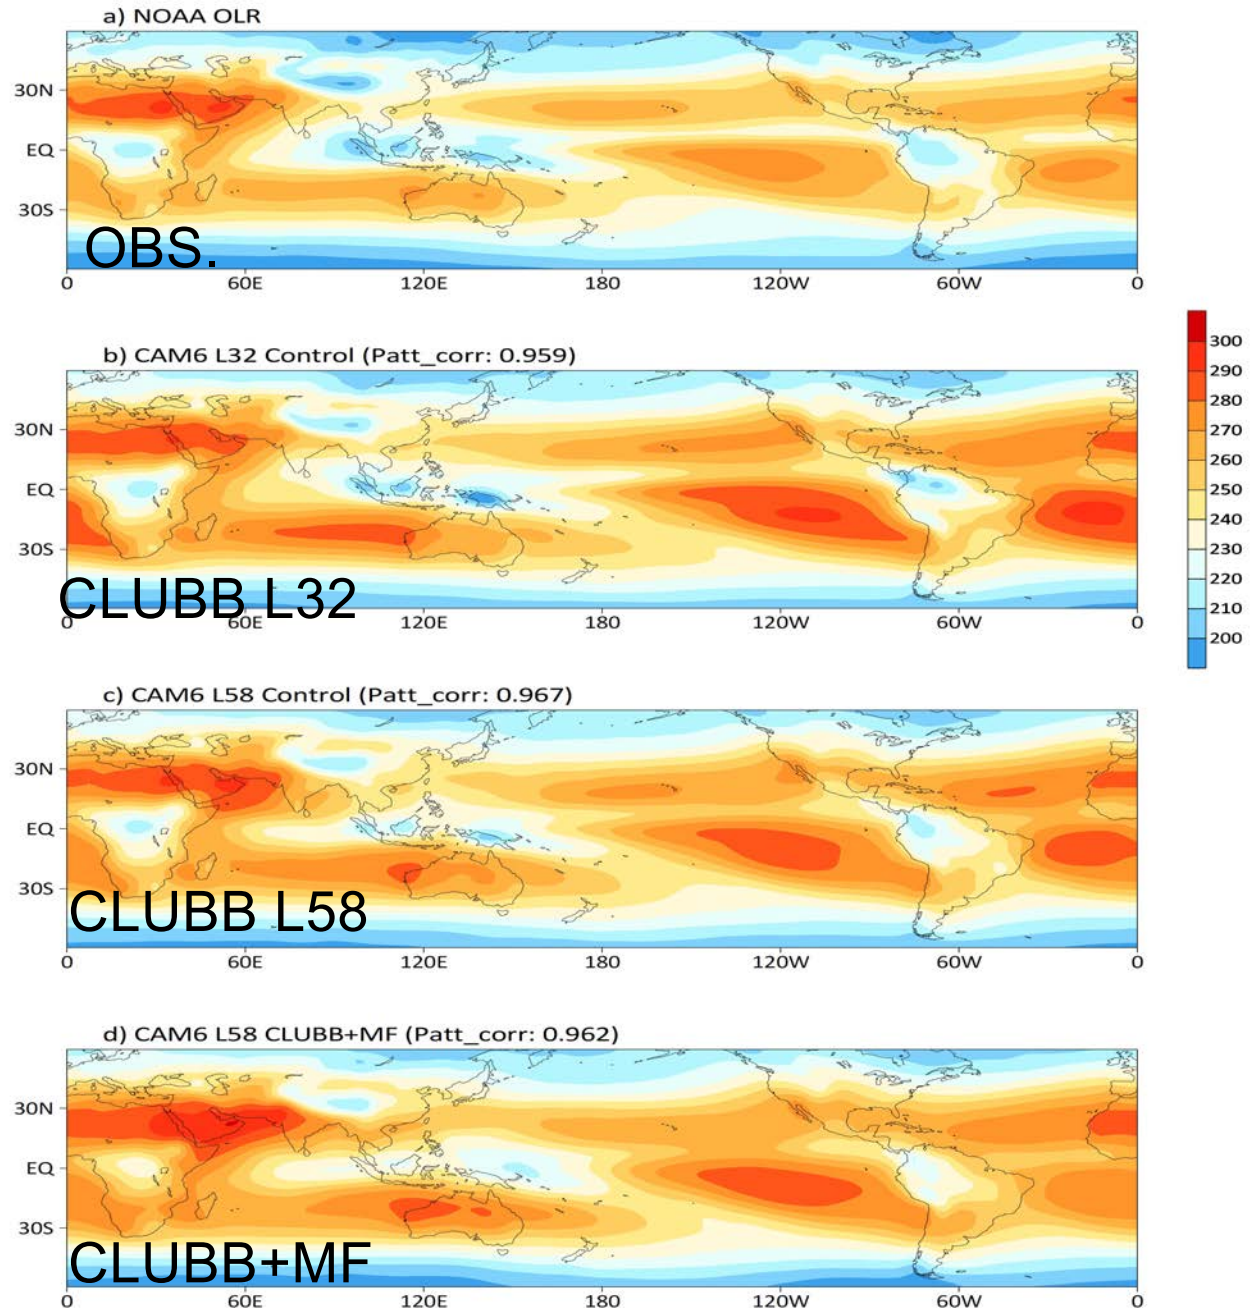 a) NOAA OLR
30N
EQ
30S
OBS.
0 60E 120E 180 120W 60W 0
b) CAM6 L32 Control (Patt_corr: 0.959)
30N
EQ
30S
CLUBB L32
0 60E 120E 180 120W 60W 0
300
290
280
270
260
250
240
230
220
210
200
c) CAM6 L58 Control (Patt_corr: 0.967)
30N
EQ
30S
CLUBB L58
0 60E 120E 180 120W 60W 0
d) CAM6 L58 CLUBB+MF (Patt_corr: 0.962)
30N
EQ
30S
CLUBB+MF
0 60E 120E 180 120W 60W 0